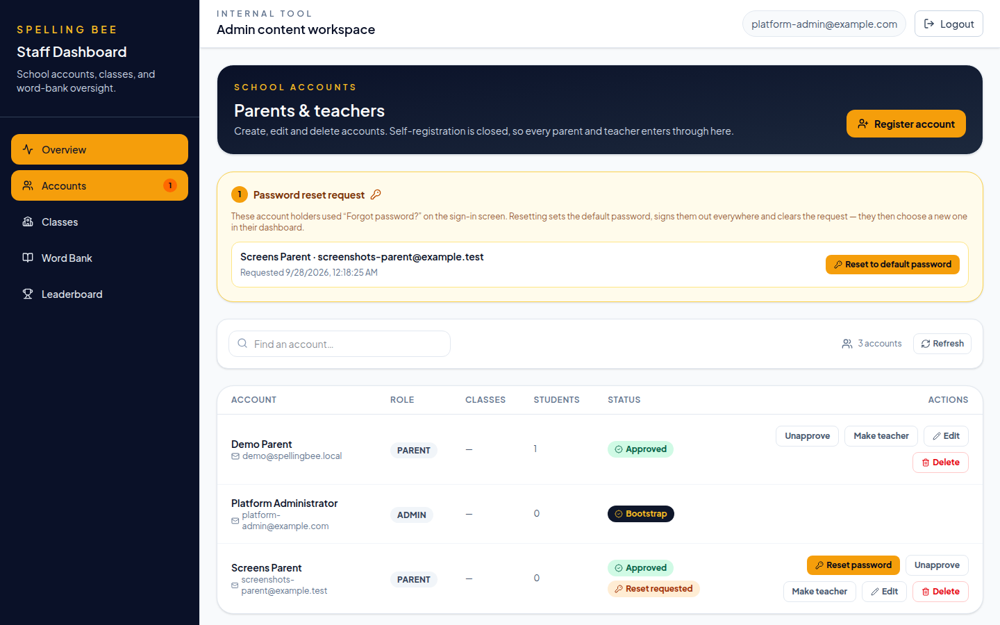 SPELLING BEE
Staff Dashboard
School accounts, classes, and
word-bank oversight.
Overview
Accounts
1
Classes
Word Bank
Leaderboard
INTERNAL TOOL
Admin content workspace
platform-admin@example.com
Logout
SCHOOL ACCOUNTS
Parents & teachers
Create, edit and delete accounts. Self-registration is closed, so every parent and teacher enters through here.
Register account
1 Password reset request
These account holders used “Forgot password?” on the sign-in screen. Resetting sets the default password, signs them out everywhere and clears the request — they then choose a new one
in their dashboard.
Screens Parent · screenshots-parent@example.test
Requested 9/28/2026, 12:18:25 AM
Reset to default password
Find an account...
3 accounts
Refresh
ACCOUNT ROLE CLASSES STUDENTS STATUS ACTIONS
Demo Parent
demo@spellingbee.local
PARENT
—
1
Approved
Unapprove
Make teacher
Edit
Delete
Platform Administrator
platform-
admin@example.com
ADMIN
—
0
Bootstrap
Screens Parent
screenshots-
parent@example.test
PARENT
—
0
Approved
Reset requested
Reset password
Unapprove
Make teacher
Edit
Delete